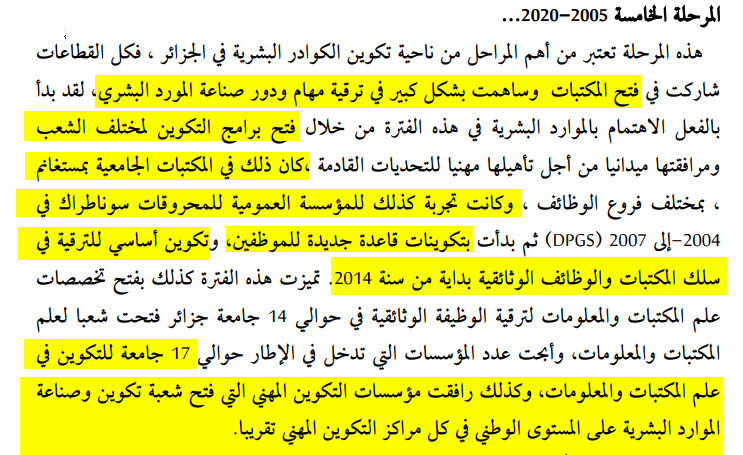 المرحلة الخامسة 2005-2020...
هذه المرحلة تعتبر من أهم المراحل من ناحية تكوين الكوادر البشرية في الجزائر ، فكل القطاعات
شاركت في فتح المكتبات وساهمت بشكل كبير في ترقية مهام ودور صناعة المورد البشري، لقد بدأ
بالفعل الاهتمام بالموارد البشرية في هذه الفترة من خلال فتح برامج التكوين لمختلف الشعب
ومرافقتها ميدانيا من أجل تأهيلها مهنيا للتحديات القادمة ،كان ذلك في المكتبات الجامعية بمستغانم
، بمختلف فروع الوظائف ، وكانت تجربة كذلك للمؤسسة العمومية للمحروقات سوناطراك في
2004-إلى 2007 (DPGS) ثم بدأت بتكوينات قاعدة جديدة للموظفين، وتكوين أساسي للترقية في
سلك المكتبات والوظائف الوثائقية بداية من سنة 2014. تميزت هذه الفترة كذلك بفتح تخصصات
علم المكتبات والمعلومات لترقية الوظيفة الوثائقية في حوالي 14 جامعة جزائر فتحت شعبا لعلم
المكتبات والمعلومات، وأبحت عدد المؤسسات التي تدخل في الإطار حوالي 17 جامعة للتكوين في
علم المكتبات والمعلومات، وكذلك رافقت مؤسسات التكوين المهني التي فتح شعبة تكوين وصناعة
الموارد البشرية على المستوى الوطني في كل مراكز التكوين المهني تقريبا.